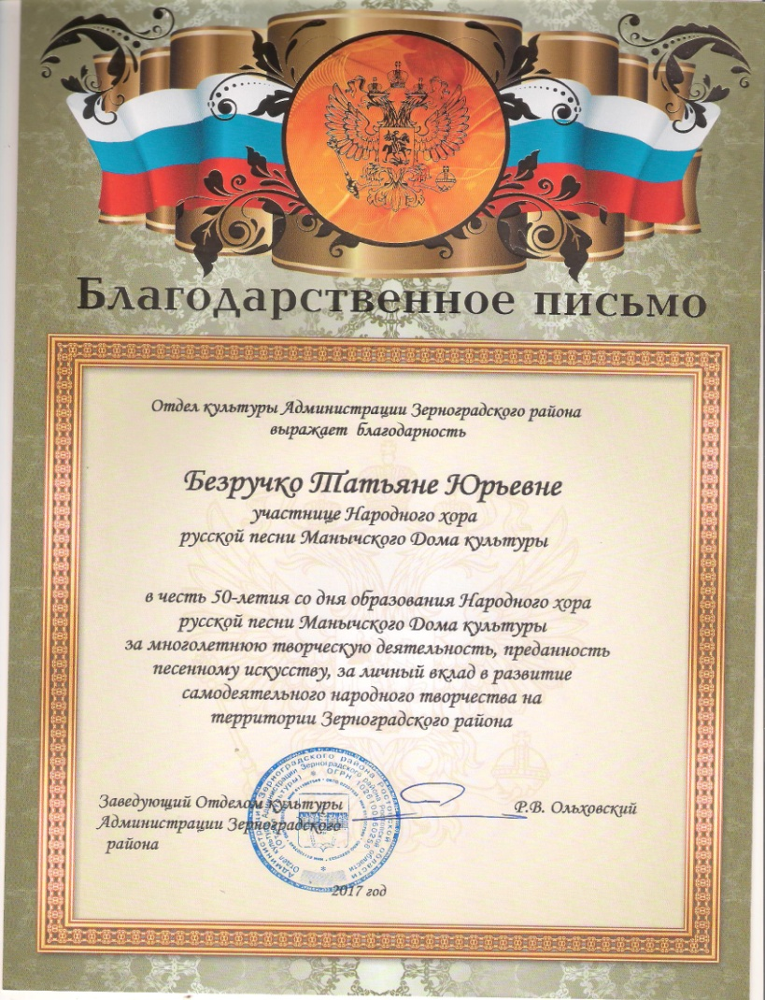 Благодарственное письмо
Отдел культуры Администрации Зерноградского района
выражает благодарность
Безручко Татьяне Юрьевне
участнице Народного хора
русской песни Манычского Дома культуры
в честь 50-летия со дня образования Народного хора
русской песни Манычского Дома культуры
за многолетнюю творческую деятельность, преданность
песенному искусству, за личный вклад в развитие
самодеятельного народного творчества на
территории Зерноградского района
Заведующий Отделом культуры
Администрации Зерноградского
района
Р.В. Ольховский
2017 год